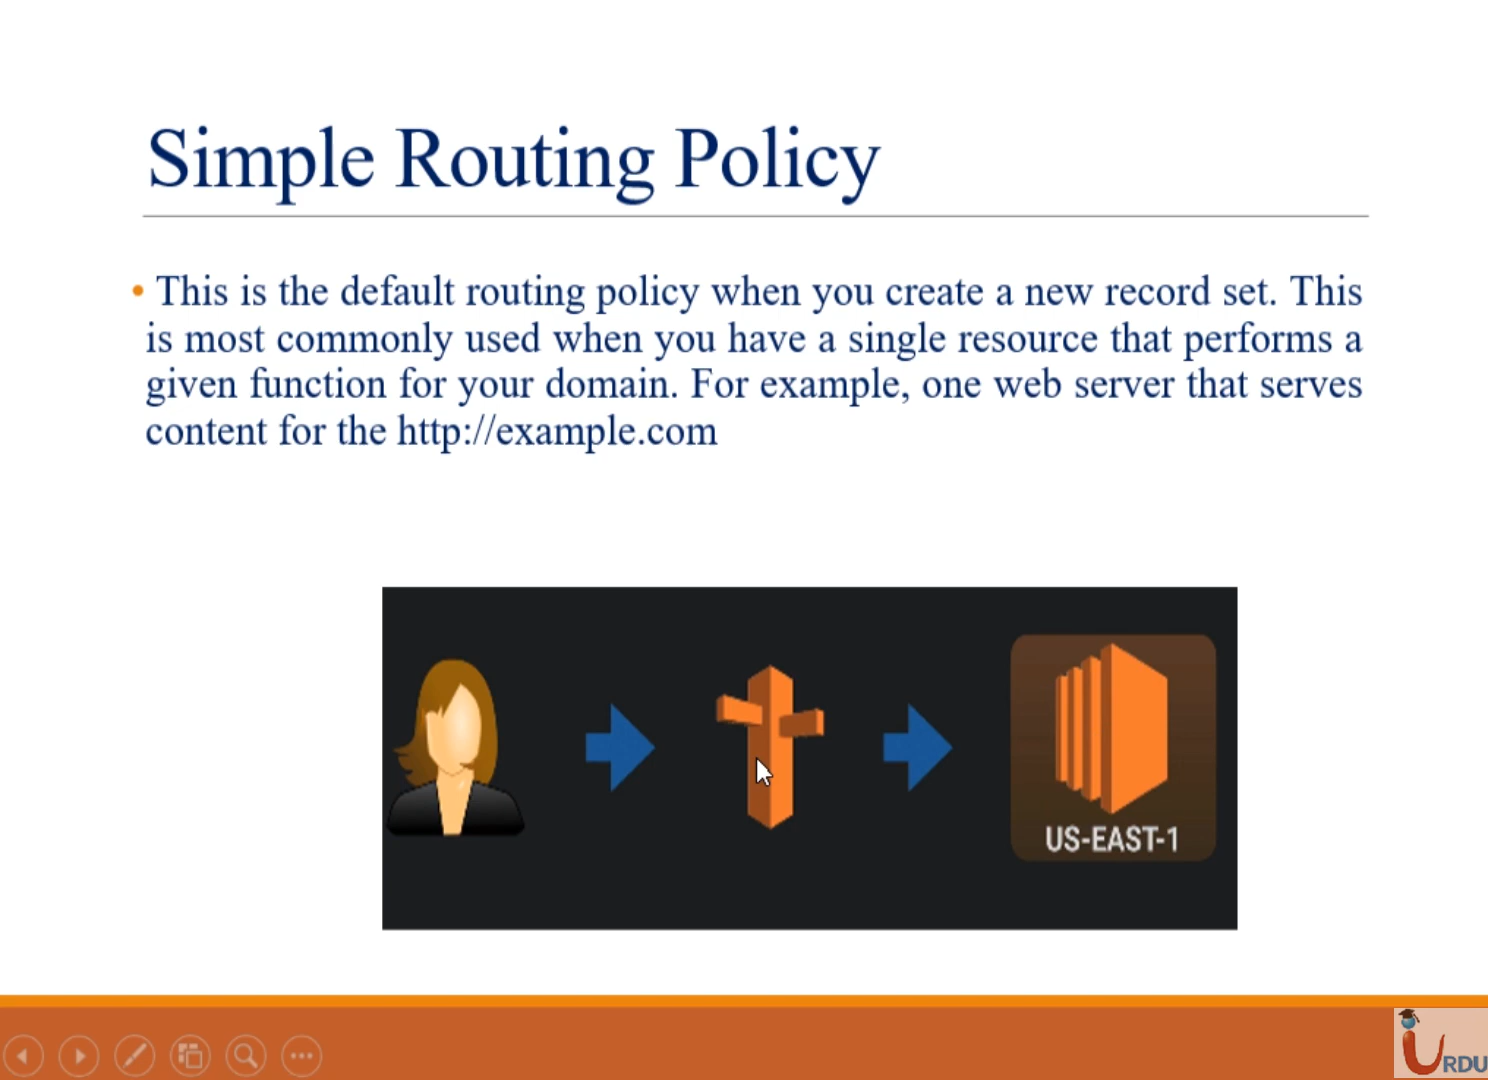 Simple Routing Policy
• This is the default routing policy when you create a new record set. This
is most commonly used when you have a single resource that performs a
given function for your domain. For example, one web server that serves
content for the http://example.com
US-EAST-1
iURDU